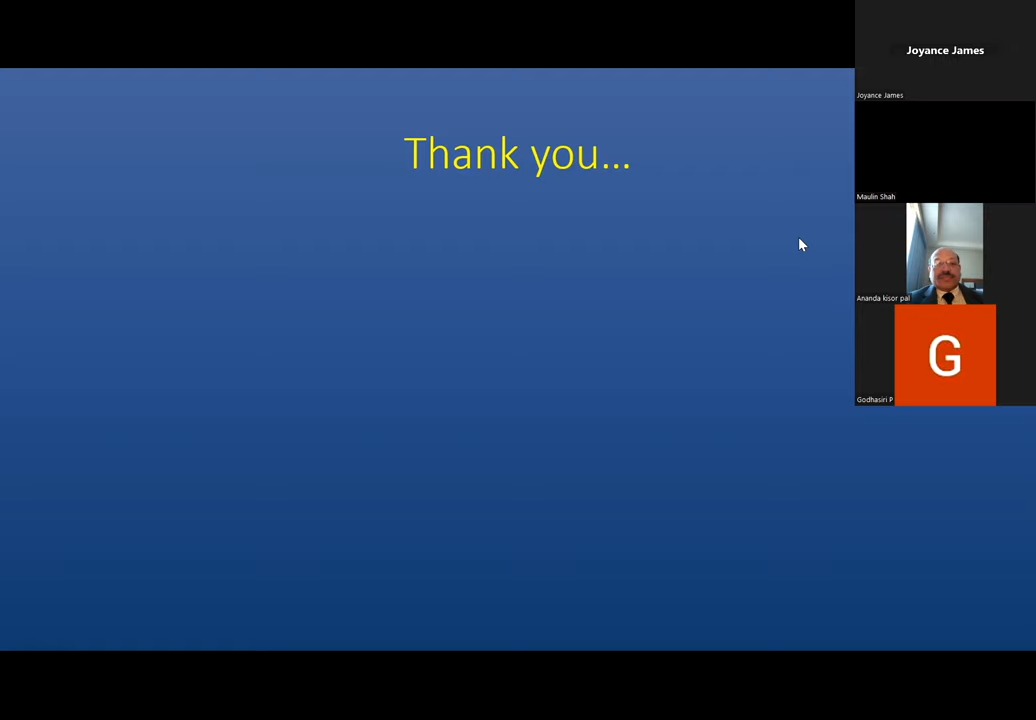 Thank you...
Joyance James
Joyance James
Maulin Shah
Ananda kisor pal
G
Godhasiri P